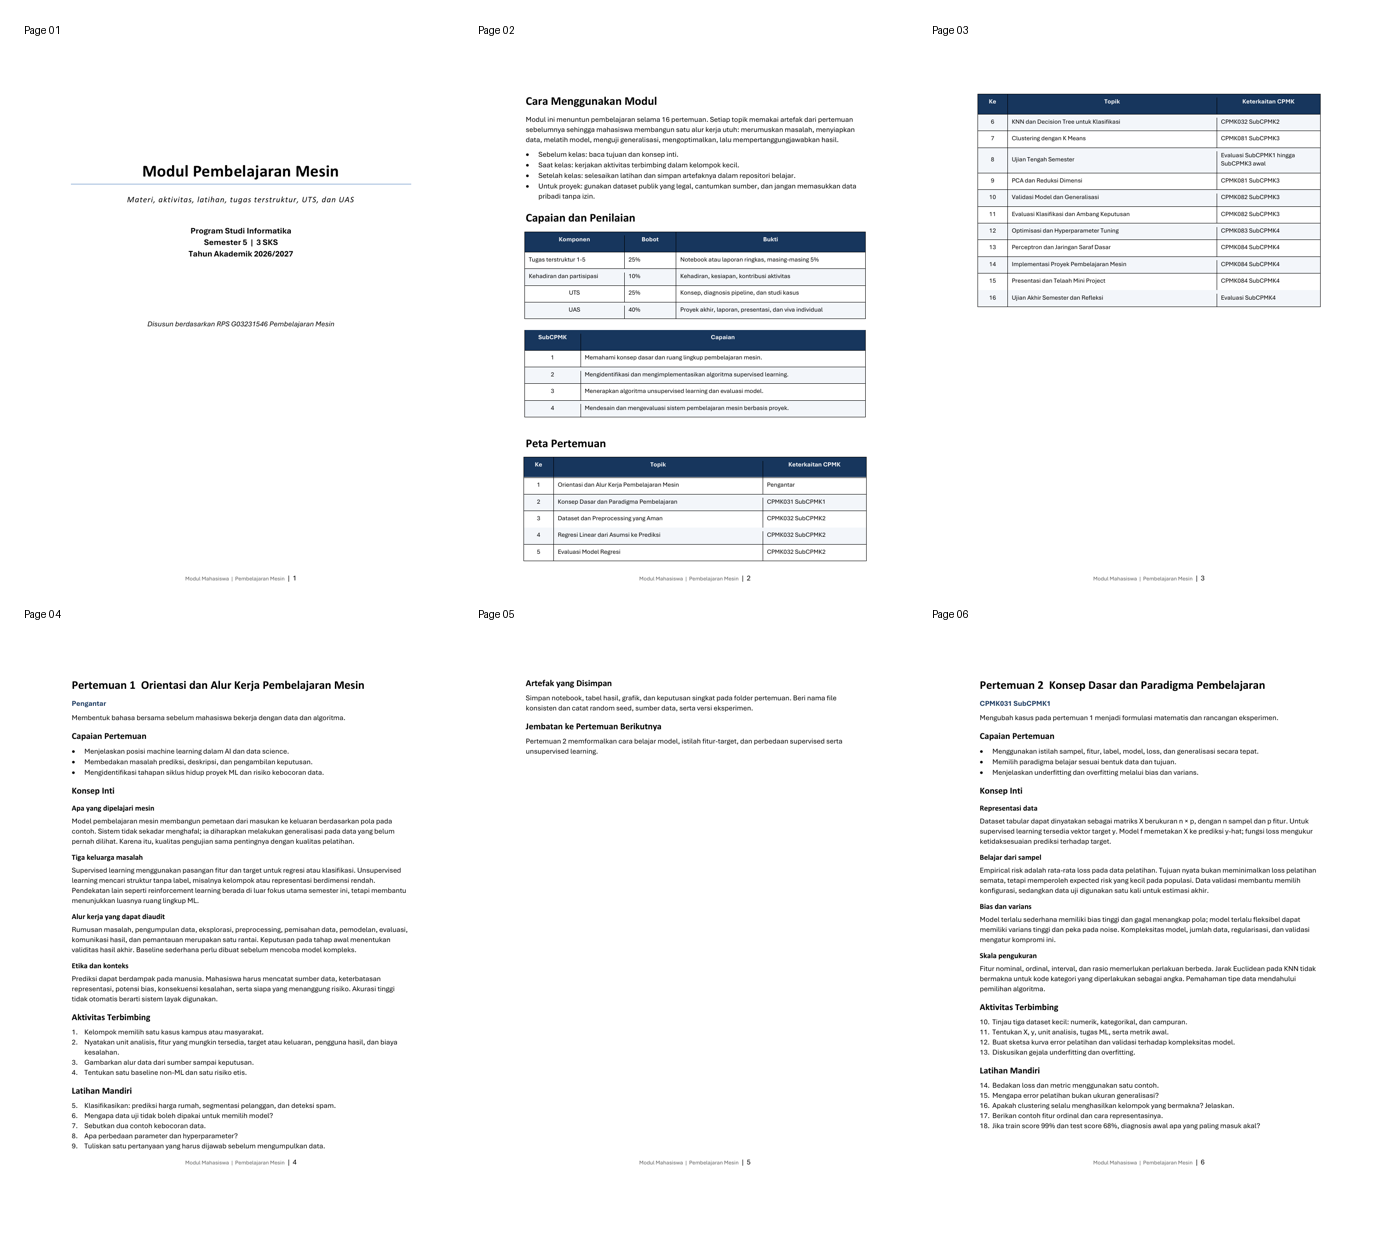 Page 01
Modul Pembelajaran Mesin
Materi, aktivitas, latihan, tugas terstruktur, UTS, dan UAS
Program Studi Informatika
Semester 5 | 3 SKS
Tahun Akademik 2026/2027
Disusun berdasarkan RPS G03231546 Pembelajaran Mesin
Modul Mahasiswa | Pembelajaran Mesin | 1
Page 02
Cara Menggunakan Modul
Modul ini menuntun pembelajaran selama 16 pertemuan. Setiap topik memakai artefak dari pertemuan
sebelumnya sehingga mahasiswa membangun satu alur kerja utuh: merumuskan masalah, menyiapkan
data, melatih model, menguji generalisasi, mengoptimalkan, lalu mempertanggungjawabkan hasil.
• Sebelum kelas: baca tujuan dan konsep inti.
• Saat kelas: kerjakan aktivitas terbimbing dalam kelompok kecil.
• Setelah kelas: selesaikan latihan dan simpan artefaknya dalam repositori belajar.
• Untuk proyek: gunakan dataset publik yang legal, cantumkan sumber, dan jangan memasukkan data
pribadi tanpa izin.
Capaian dan Penilaian
Komponen Bobot Bukti
Tugas terstruktur 1-5 25% Notebook atau laporan ringkas, masing-masing 5%
Kehadiran dan partisipasi 10% Kehadiran, kesiapan, kontribusi aktivitas
UTS 25% Konsep, diagnosis pipeline, dan studi kasus
UAS 40% Proyek akhir, laporan, presentasi, dan viva individual
SubCPMK Capaian
1 Memahami konsep dasar dan ruang lingkup pembelajaran mesin.
2 Mengidentifikasi dan mengimplementasikan algoritma supervised learning.
3 Menerapkan algoritma unsupervised learning dan evaluasi model.
4 Mendesain dan mengevaluasi sistem pembelajaran mesin berbasis proyek.
Peta Pertemuan
Ke Topik Keterkaitan CPMK
1 Orientasi dan Alur Kerja Pembelajaran Mesin Pengantar
2 Konsep Dasar dan Paradigma Pembelajaran CPMK031 SubCPMK1
3 Dataset dan Preprocessing yang Aman CPMK032 SubCPMK2
4 Regresi Linear dari Asumsi ke Prediksi CPMK032 SubCPMK2
5 Evaluasi Model Regresi CPMK032 SubCPMK2
Modul Mahasiswa | Pembelajaran Mesin | 2
Page 03
Ke Topik Keterkaitan CPMK
6 KNN dan Decision Tree untuk Klasifikasi CPMK032 SubCPMK2
7 Clustering dengan K Means CPMK081 SubCPMK3
8 Ujian Tengah Semester Evaluasi SubCPMK1 hingga
SubCPMK3 awal
9 PCA dan Reduksi Dimensi CPMK081 SubCPMK3
10 Validasi Model dan Generalisasi CPMK082 SubCPMK3
11 Evaluasi Klasifikasi dan Ambang Keputusan CPMK082 SubCPMK3
12 Optimisasi dan Hyperparameter Tuning CPMK083 SubCPMK4
13 Perceptron dan Jaringan Saraf Dasar CPMK084 SubCPMK4
14 Implementasi Proyek Pembelajaran Mesin CPMK084 SubCPMK4
15 Presentasi dan Telaah Mini Project CPMK084 SubCPMK4
16 Ujian Akhir Semester dan Refleksi Evaluasi SubCPMK4
Modul Mahasiswa | Pembelajaran Mesin | 3
Page 04
Pertemuan 1 Orientasi dan Alur Kerja Pembelajaran Mesin
Pengantar
Membentuk bahasa bersama sebelum mahasiswa bekerja dengan data dan algoritma.
Capaian Pertemuan
• Menjelaskan posisi machine learning dalam AI dan data science.
• Membedakan masalah prediksi, deskripsi, dan pengambilan keputusan.
• Mengidentifikasi tahapan siklus hidup proyek ML dan risiko kebocoran data.
Konsep Inti
Apa yang dipelajari mesin
Model pembelajaran mesin membangun pemetaan dari masukan ke keluaran berdasarkan pola pada
contoh. Sistem tidak sekadar menghafal; ia diharapkan melakukan generalisasi pada data yang belum
pernah dilihat. Karena itu, kualitas pengujian sama pentingnya dengan kualitas pelatihan.
Tiga keluarga masalah
Supervised learning menggunakan pasangan fitur dan target untuk regresi atau klasifikasi. Unsupervised
learning mencari struktur tanpa label, misalnya kelompok atau representasi berdimensi rendah.
Pendekatan lain seperti reinforcement learning berada di luar fokus utama semester ini, tetapi membantu
menunjukkan luasnya ruang lingkup ML.
Alur kerja yang dapat diaudit
Rumusan masalah, pengumpulan data, eksplorasi, preprocessing, pemisahan data, pemodelan, evaluasi,
komunikasi hasil, dan pemantauan merupakan satu rantai. Keputusan pada tahap awal menentukan
validitas hasil akhir. Baseline sederhana perlu dibuat sebelum mencoba model kompleks.
Etika dan konteks
Prediksi dapat berdampak pada manusia. Mahasiswa harus mencatat sumber data, keterbatasan
representasi, potensi bias, konsekuensi kesalahan, serta siapa yang menanggung risiko. Akurasi tinggi
tidak otomatis berarti sistem layak digunakan.
Aktivitas Terbimbing
1. Kelompok memilih satu kasus kampus atau masyarakat.
2. Nyatakan unit analisis, fitur yang mungkin tersedia, target atau keluaran, pengguna hasil, dan biaya
kesalahan.
3. Gambarkan alur data dari sumber sampai keputusan.
4. Tentukan satu baseline non-ML dan satu risiko etis.
Latihan Mandiri
5. Klasifikasikan: prediksi harga rumah, segmentasi pelanggan, dan deteksi spam.
6. Mengapa data uji tidak boleh dipakai untuk memilih model?
7. Sebutkan dua contoh kebocoran data.
8. Apa perbedaan parameter dan hyperparameter?
9. Tuliskan satu pertanyaan yang harus dijawab sebelum mengumpulkan data.
Modul Mahasiswa | Pembelajaran Mesin | 4
Page 05
Artefak yang Disimpan
Simpan notebook, tabel hasil, grafik, dan keputusan singkat pada folder pertemuan. Beri nama file
konsisten dan catat random seed, sumber data, serta versi eksperimen.
Jembatan ke Pertemuan Berikutnya
Pertemuan 2 memformalkan cara belajar model, istilah fitur-target, dan perbedaan supervised serta
unsupervised learning.
Modul Mahasiswa | Pembelajaran Mesin | 5
Page 06
Pertemuan 2 Konsep Dasar dan Paradigma Pembelajaran
CPMK031 SubCPMK1
Mengubah kasus pada pertemuan 1 menjadi formulasi matematis dan rancangan eksperimen.
Capaian Pertemuan
• Menggunakan istilah sampel, fitur, label, model, loss, dan generalisasi secara tepat.
• Memilih paradigma belajar sesuai bentuk data dan tujuan.
• Menjelaskan underfitting dan overfitting melalui bias dan varians.
Konsep Inti
Representasi data
Dataset tabular dapat dinyatakan sebagai matriks X berukuran n × p, dengan n sampel dan p fitur. Untuk
supervised learning tersedia vektor target y. Model f memetakan X ke prediksi y-hat; fungsi loss mengukur
ketidaksesuaian prediksi terhadap target.
Belajar dari sampel
Empirical risk adalah rata-rata loss pada data pelatihan. Tujuan nyata bukan meminimalkan loss pelatihan
semata, tetapi memperoleh expected risk yang kecil pada populasi. Data validasi membantu memilih
konfigurasi, sedangkan data uji digunakan satu kali untuk estimasi akhir.
Bias dan varians
Model terlalu sederhana memiliki bias tinggi dan gagal menangkap pola; model terlalu fleksibel dapat
memiliki varians tinggi dan peka pada noise. Kompleksitas model, jumlah data, regularisasi, dan validasi
mengatur kompromi ini.
Skala pengukuran
Fitur nominal, ordinal, interval, dan rasio memerlukan perlakuan berbeda. Jarak Euclidean pada KNN tidak
bermakna untuk kode kategori yang diperlakukan sebagai angka. Pemahaman tipe data mendahului
pemilihan algoritma.
Aktivitas Terbimbing
10. Tinjau tiga dataset kecil: numerik, kategorikal, dan campuran.
11. Tentukan X, y, unit analisis, tugas ML, serta metrik awal.
12. Buat sketsa kurva error pelatihan dan validasi terhadap kompleksitas model.
13. Diskusikan gejala underfitting dan overfitting.
Latihan Mandiri
14. Bedakan loss dan metric menggunakan satu contoh.
15. Mengapa error pelatihan bukan ukuran generalisasi?
16. Apakah clustering selalu menghasilkan kelompok yang bermakna? Jelaskan.
17. Berikan contoh fitur ordinal dan cara representasinya.
18. Jika train score 99% dan test score 68%, diagnosis awal apa yang paling masuk akal?
Modul Mahasiswa | Pembelajaran Mesin | 6